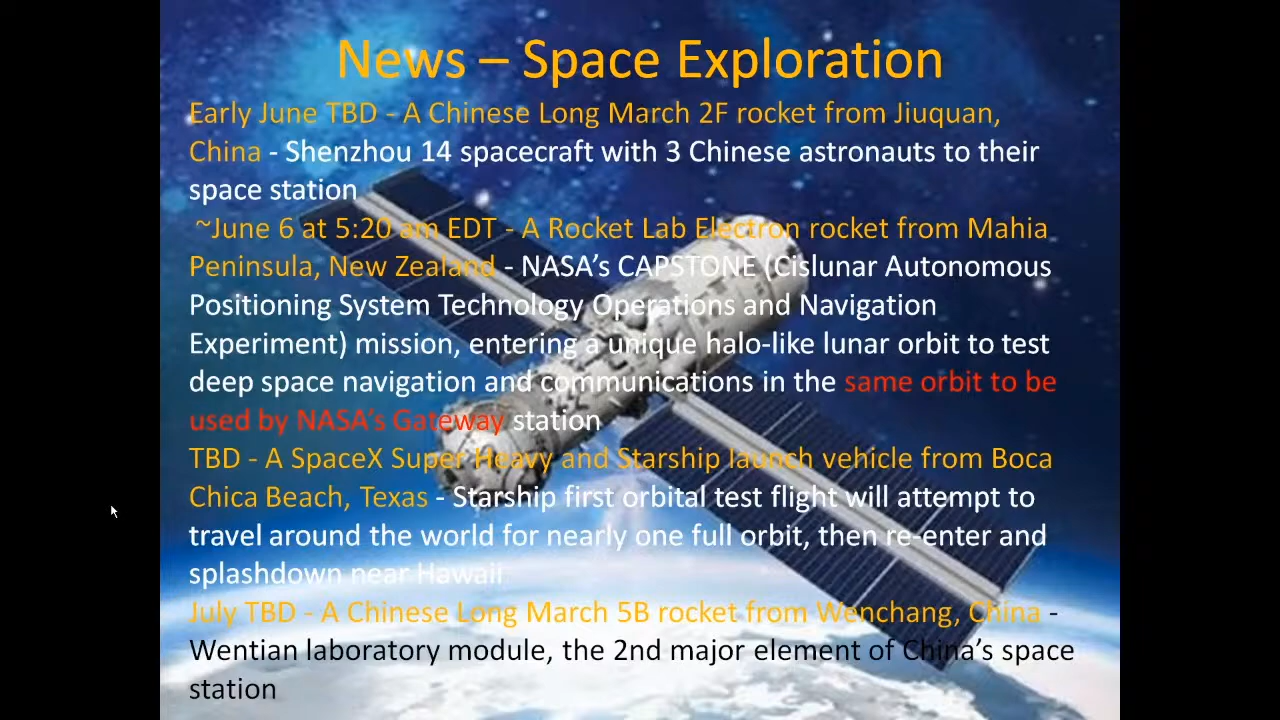 News – Space Exploration
Early June TBD - A Chinese Long March 2F rocket from Jiuquan,
China - Shenzhou 14 spacecraft with 3 Chinese astronauts to their
space station
~June 6 at 5:20 am EDT - A Rocket Lab Electron rocket from Mahia
Peninsula, New Zealand - NASA’s CAPSTONE (Cislunar Autonomous
Positioning System Technology Operations and Navigation
Experiment) mission, entering a unique halo-like lunar orbit to test
deep space navigation and communications in the same orbit to be
used by NASA’s Gateway station
TBD - A SpaceX Super Heavy and Starship launch vehicle from Boca
Chica Beach, Texas - Starship first orbital test flight will attempt to
travel around the world for nearly one full orbit, then re-enter and
splashdown near Hawaii
July TBD - A Chinese Long March 5B rocket from Wenchang, China -
Wentian laboratory module, the 2nd major element of China’s space
station